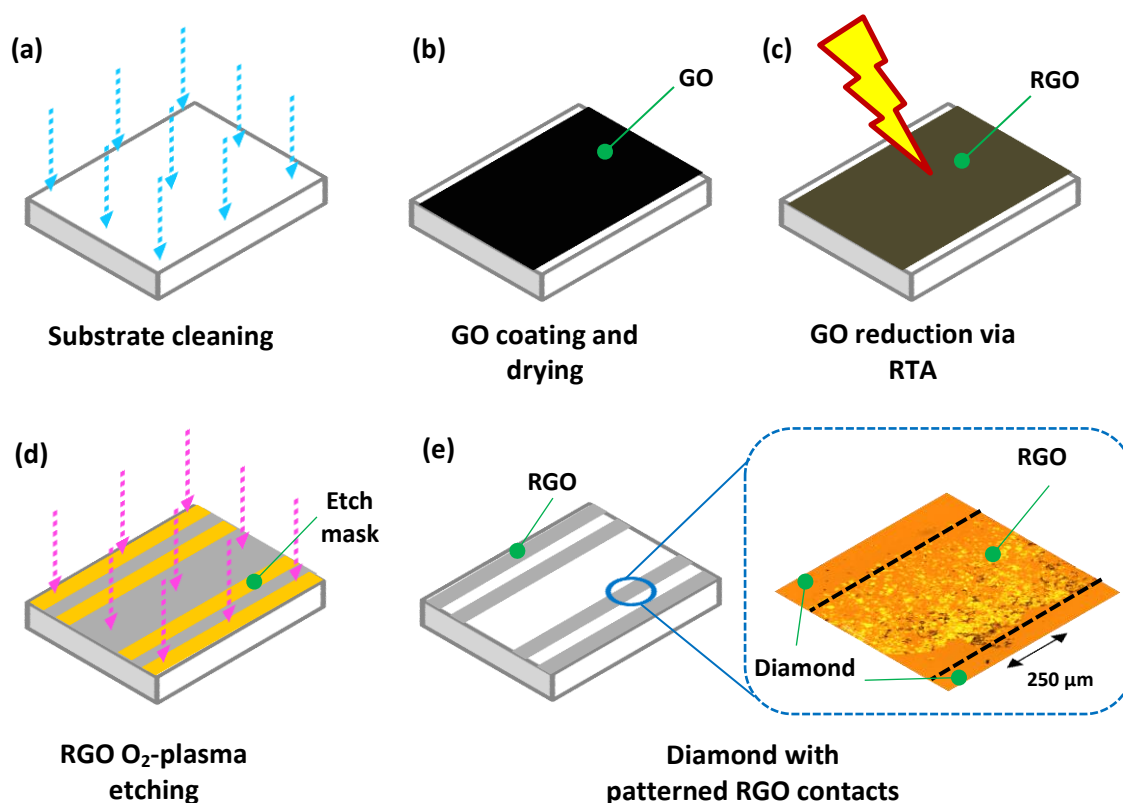 (a)
Substrate cleaning
(b)
GO
GO coating and
drying
(c)
RGO
GO reduction via
RTA
(d)
Etch
mask
RGO O₂-plasma
etching
(e)
RGO
RGO
Diamond
250 µm
Diamond with
patterned RGO contacts